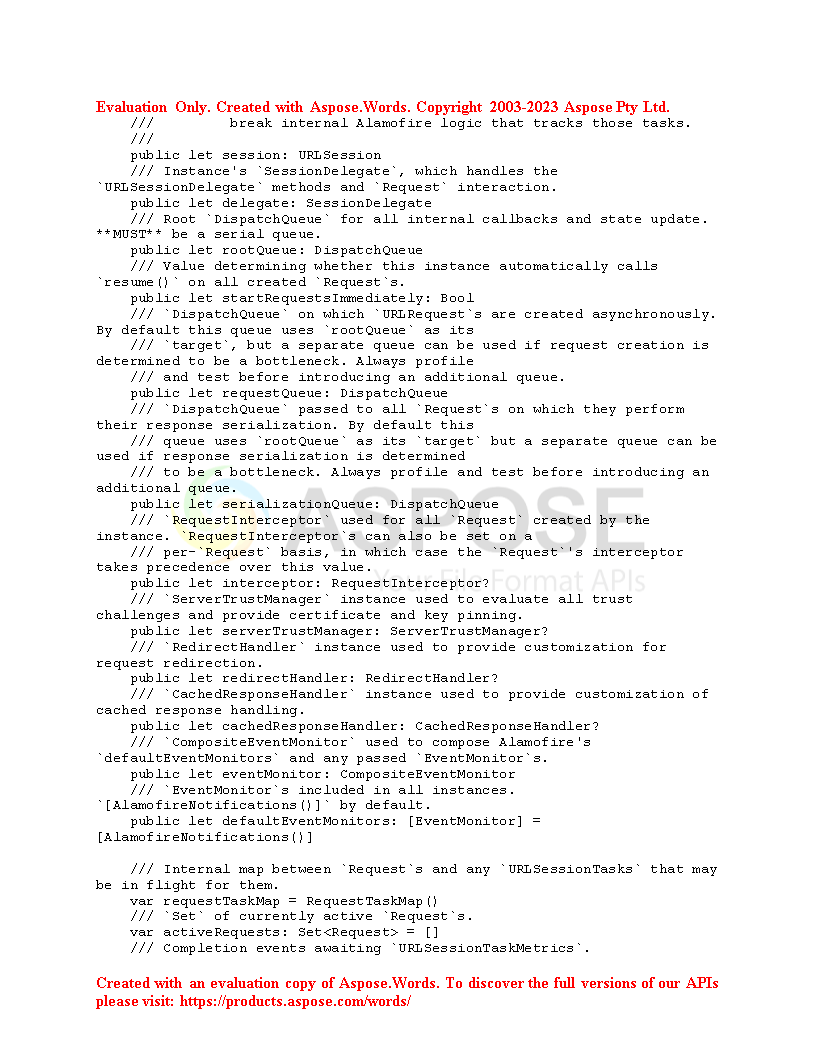 Evaluation Only. Created with Aspose.Words. Copyright 2003-2023 Aspose Pty Ltd.
    ///         break internal Alamofire logic that tracks those tasks.
    ///
    public let session: URLSession
    /// Instance's `SessionDelegate`, which handles the
`URLSessionDelegate` methods and `Request` interaction.
    public let delegate: SessionDelegate
    /// Root `DispatchQueue` for all internal callbacks and state update.
**MUST** be a serial queue.
    public let rootQueue: DispatchQueue
    /// Value determining whether this instance automatically calls
`resume()` on all created `Request`s.
    public let startRequestsImmediately: Bool
    /// `DispatchQueue` on which `URLRequest`s are created asynchronously.
By default this queue uses `rootQueue` as its
    /// `target`, but a separate queue can be used if request creation is
determined to be a bottleneck. Always profile
    /// and test before introducing an additional queue.
    public let requestQueue: DispatchQueue
    /// `DispatchQueue` passed to all `Request`s on which they perform
their response serialization. By default this
    /// queue uses `rootQueue` as its `target` but a separate queue can be
used if response serialization is determined
    /// to be a bottleneck. Always profile and test before introducing an
additional queue.
    public let serializationQueue: DispatchQueue
    /// `RequestInterceptor` used for all `Request` created by the
instance. `RequestInterceptor`s can also be set on a
    /// per-`Request` basis, in which case the `Request`'s interceptor
takes precedence over this value.
    public let interceptor: RequestInterceptor?
    /// `ServerTrustManager` instance used to evaluate all trust
challenges and provide certificate and key pinning.
    public let serverTrustManager: ServerTrustManager?
    /// `RedirectHandler` instance used to provide customization for
request redirection.
    public let redirectHandler: RedirectHandler?
    /// `CachedResponseHandler` instance used to provide customization of
cached response handling.
    public let cachedResponseHandler: CachedResponseHandler?
    /// `CompositeEventMonitor` used to compose Alamofire's
`defaultEventMonitors` and any passed `EventMonitor`s.
    public let eventMonitor: CompositeEventMonitor
    /// `EventMonitor`s included in all instances.
`[AlamofireNotifications()]` by default.
    public let defaultEventMonitors: [EventMonitor] =
[AlamofireNotifications()]

    /// Internal map between `Request`s and any `URLSessionTasks` that may
be in flight for them.
    var requestTaskMap = RequestTaskMap()
    /// `Set` of currently active `Request`s.
    var activeRequests: Set<Request> = []
    /// Completion events awaiting `URLSessionTaskMetrics`.
ASPOSE
Your File Format APIs
Created with an evaluation copy of Aspose.Words. To discover the full versions of our APIs
please visit: https://products.aspose.com/words/